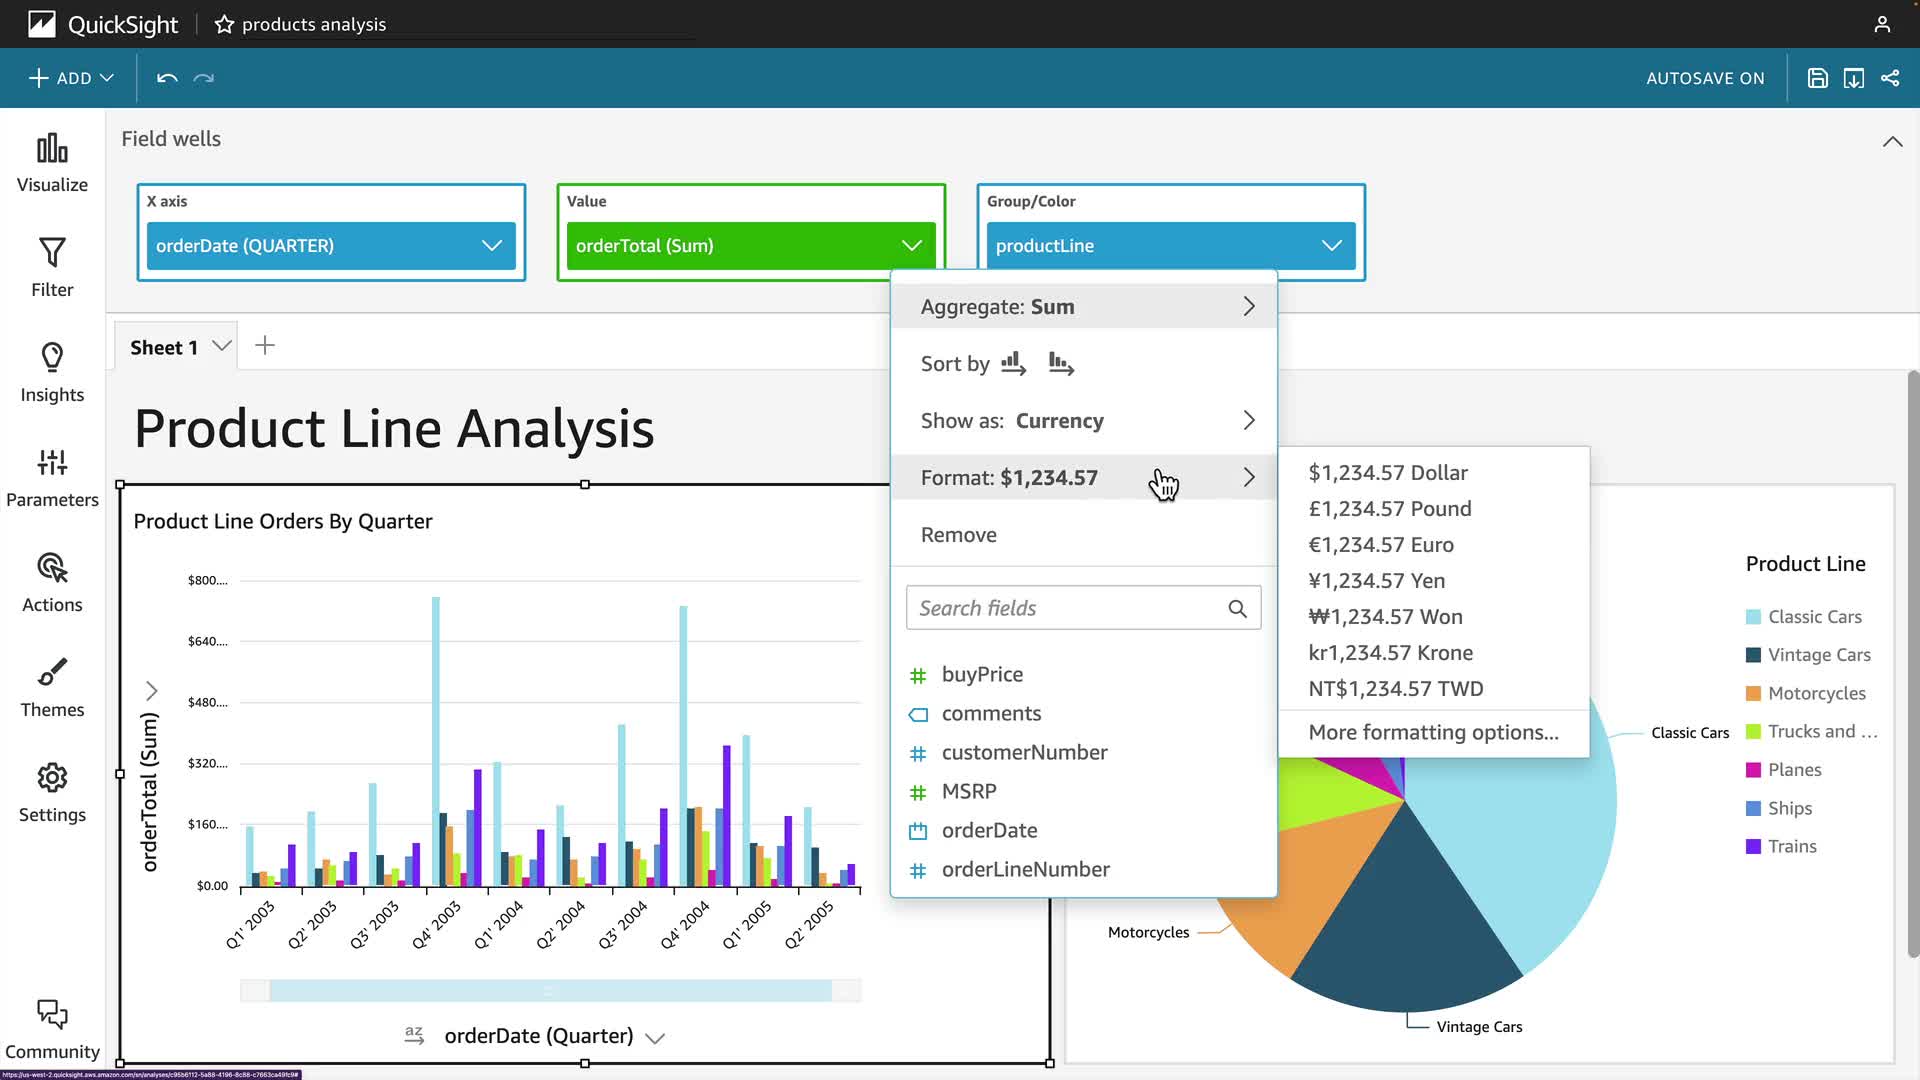 QuickSight
products analysis
ADD
AUTOSAVE ON
Field wells
Visualize
Filter
Insights
Parameters
Actions
Themes
Settings
Community
X axis
orderDate (QUARTER)
Value
orderTotal (Sum)
Group/Color
productLine
Sheet 1
Product Line Analysis
Aggregate: Sum
Sort by
Show as: Currency
Format: $1,234.57
Remove
Search fields
buyPrice
comments
customerNumber
MSRP
orderDate
orderLineNumber
$1,234.57 Dollar
£1,234.57 Pound
€1,234.57 Euro
¥1,234.57 Yen
₩1,234.57 Won
kr1,234.57 Krone
NT$1,234.57 TWD
More formatting options...
Product Line Orders By Quarter
orderTotal (Sum)
$800....
$640....
$480....
$320....
$160....
$0.00
Q1' 2003
Q2' 2003
Q3' 2003
Q4' 2003
Q1' 2004
Q2' 2004
Q3' 2004
Q4' 2004
Q1' 2005
Q2' 2005
az
orderDate (Quarter)
Product Line
Classic Cars
Vintage Cars
Motorcycles
Trucks and ...
Planes
Ships
Trains
Classic Cars
Motorcycles
Vintage Cars